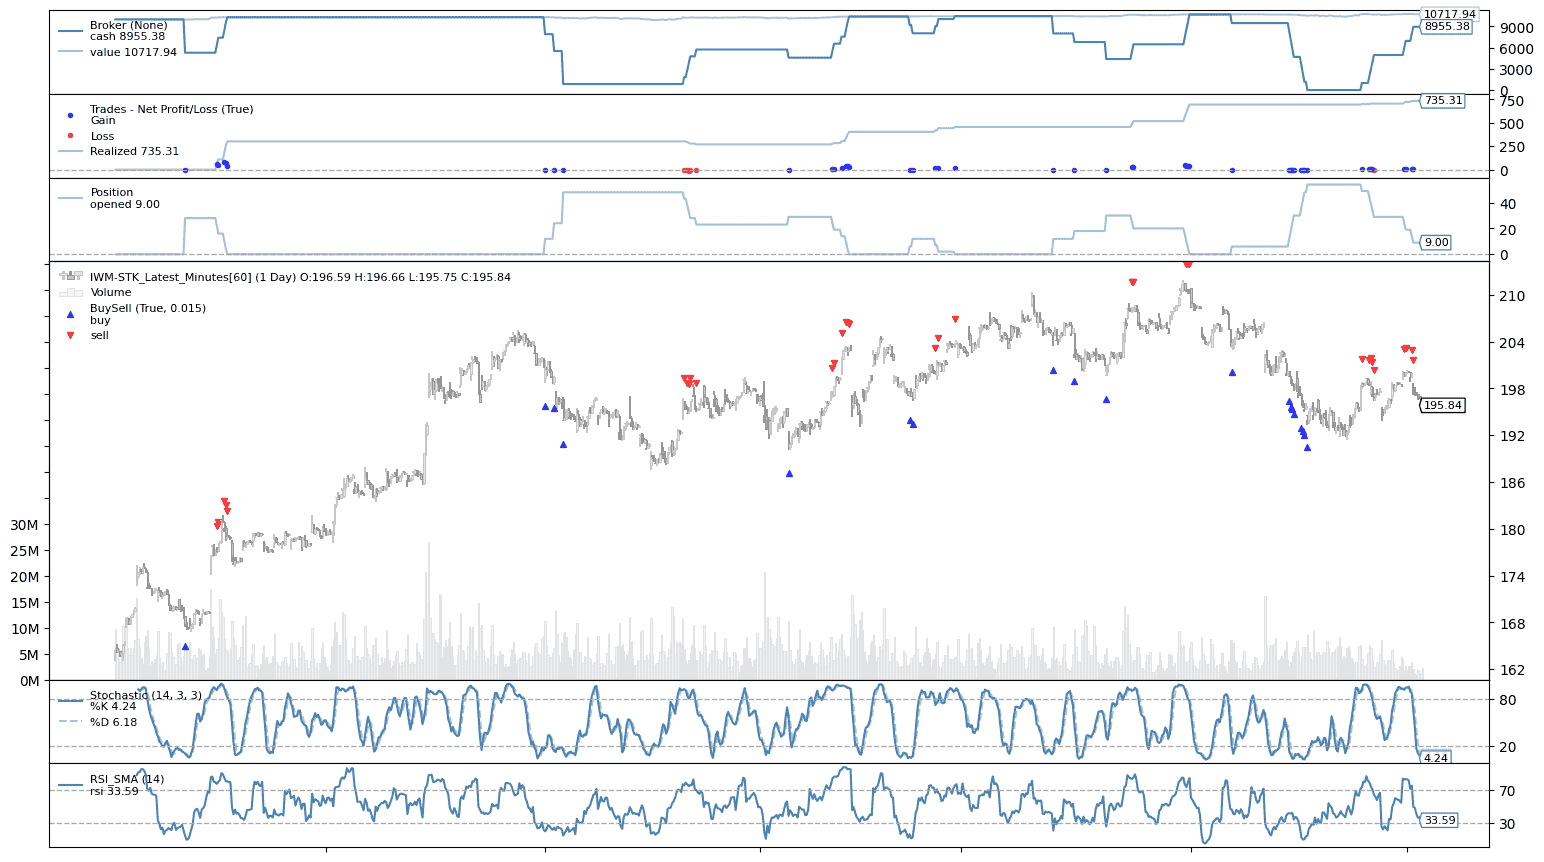 Broker (None)
cash 8955.38
value 10717.94
10717.94
8955.38
9000
6000
3000
0
Trades - Net Profit/Loss (True)
Gain
Loss
Realized 735.31
735.31
750
500
250
0
Position
opened 9.00
40
20
0
9.00
IWM-STK_Latest_Minutes[60] (1 Day) O:196.59 H:196.66 L:195.75 C:195.84
Volume
BuySell (True, 0.015)
buy
sell
210
204
198
195.84
192
186
180
174
168
162
30M
25M
20M
15M
10M
5M
0M
Stochastic (14, 3, 3)
%K 4.24
%D 6.18
80
20
4.24
RSI_SMA (14)
rsi 33.59
70
30
33.59